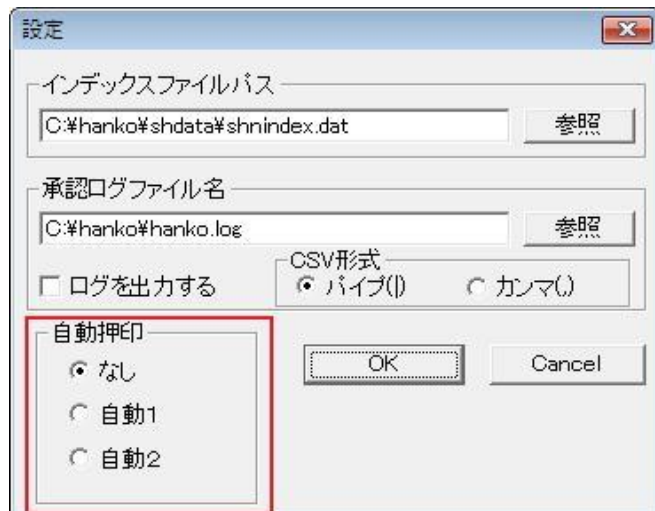 設定
インデックスファイルパス
C:¥hanko¥shdata¥shnindex.dat
参照
承認ログファイル名
C:¥hanko¥hanko.log
参照
ログを出力する
CSV形式
パイプ(|)
カンマ(,)
自動押印
なし
自動1
自動2
OK
Cancel